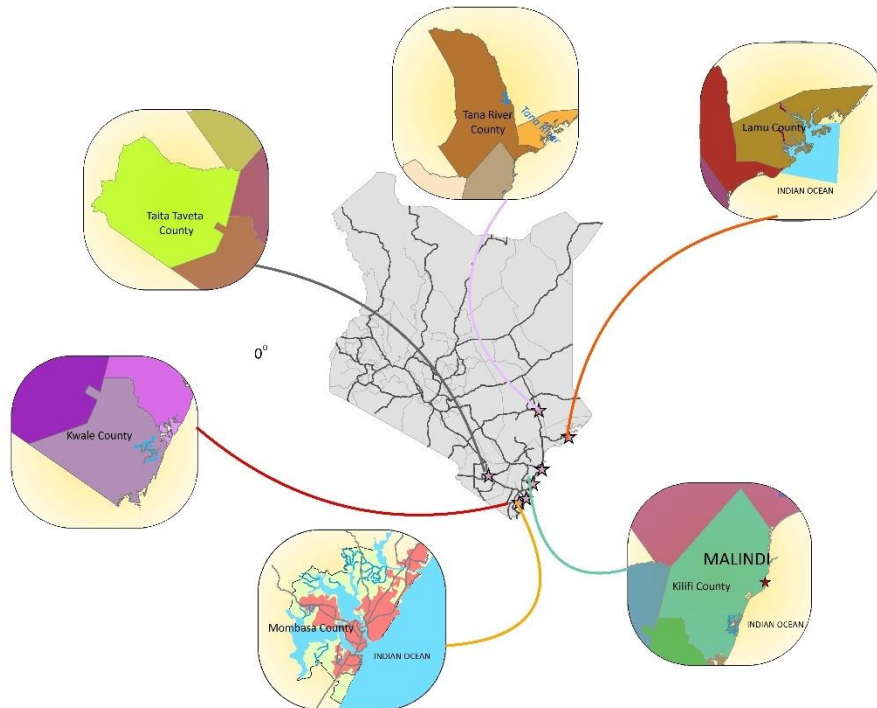 Tana River
County
Tana River
Lamu County
INDIAN OCEAN
Taita Taveta
County
0°
Kwale County
MALINDI
Kilifi County
INDIAN OCEAN
Mombasa County
INDIAN OCEAN